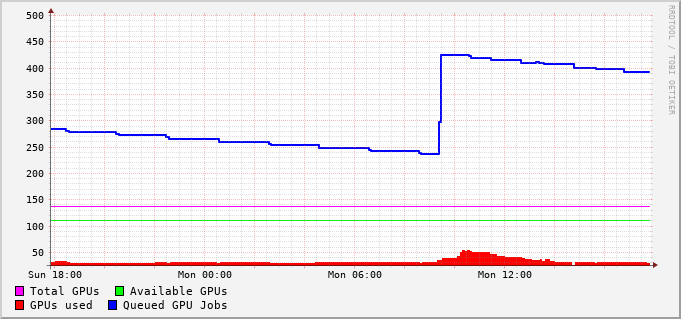 500
450
400
350
300
250
200
150
100
50
Sun 18:00 Mon 00:00 Mon 06:00 Mon 12:00
Total GPUs Available GPUs
GPUs used Queued GPU Jobs
RRDTOOL / TOBI OETIKER